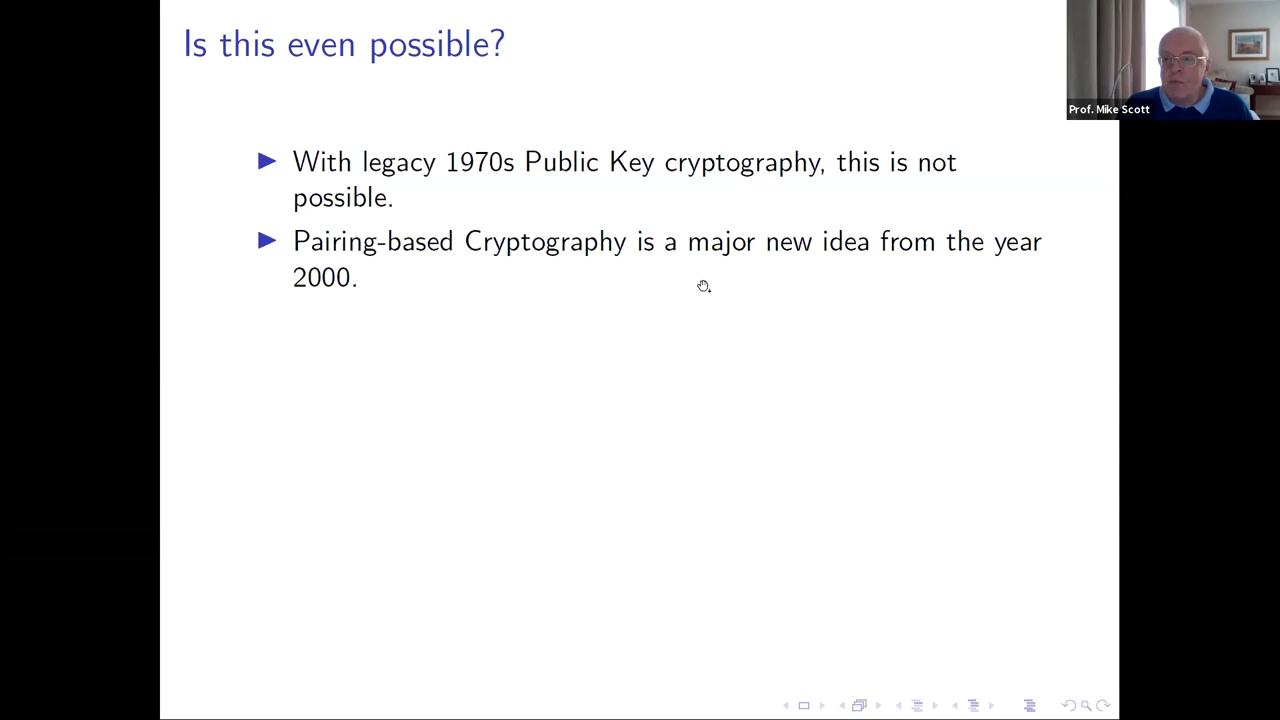 Is this even possible?
Prof. Mike Scott
With legacy 1970s Public Key cryptography, this is not
possible.
Pairing-based Cryptography is a major new idea from the year
2000.